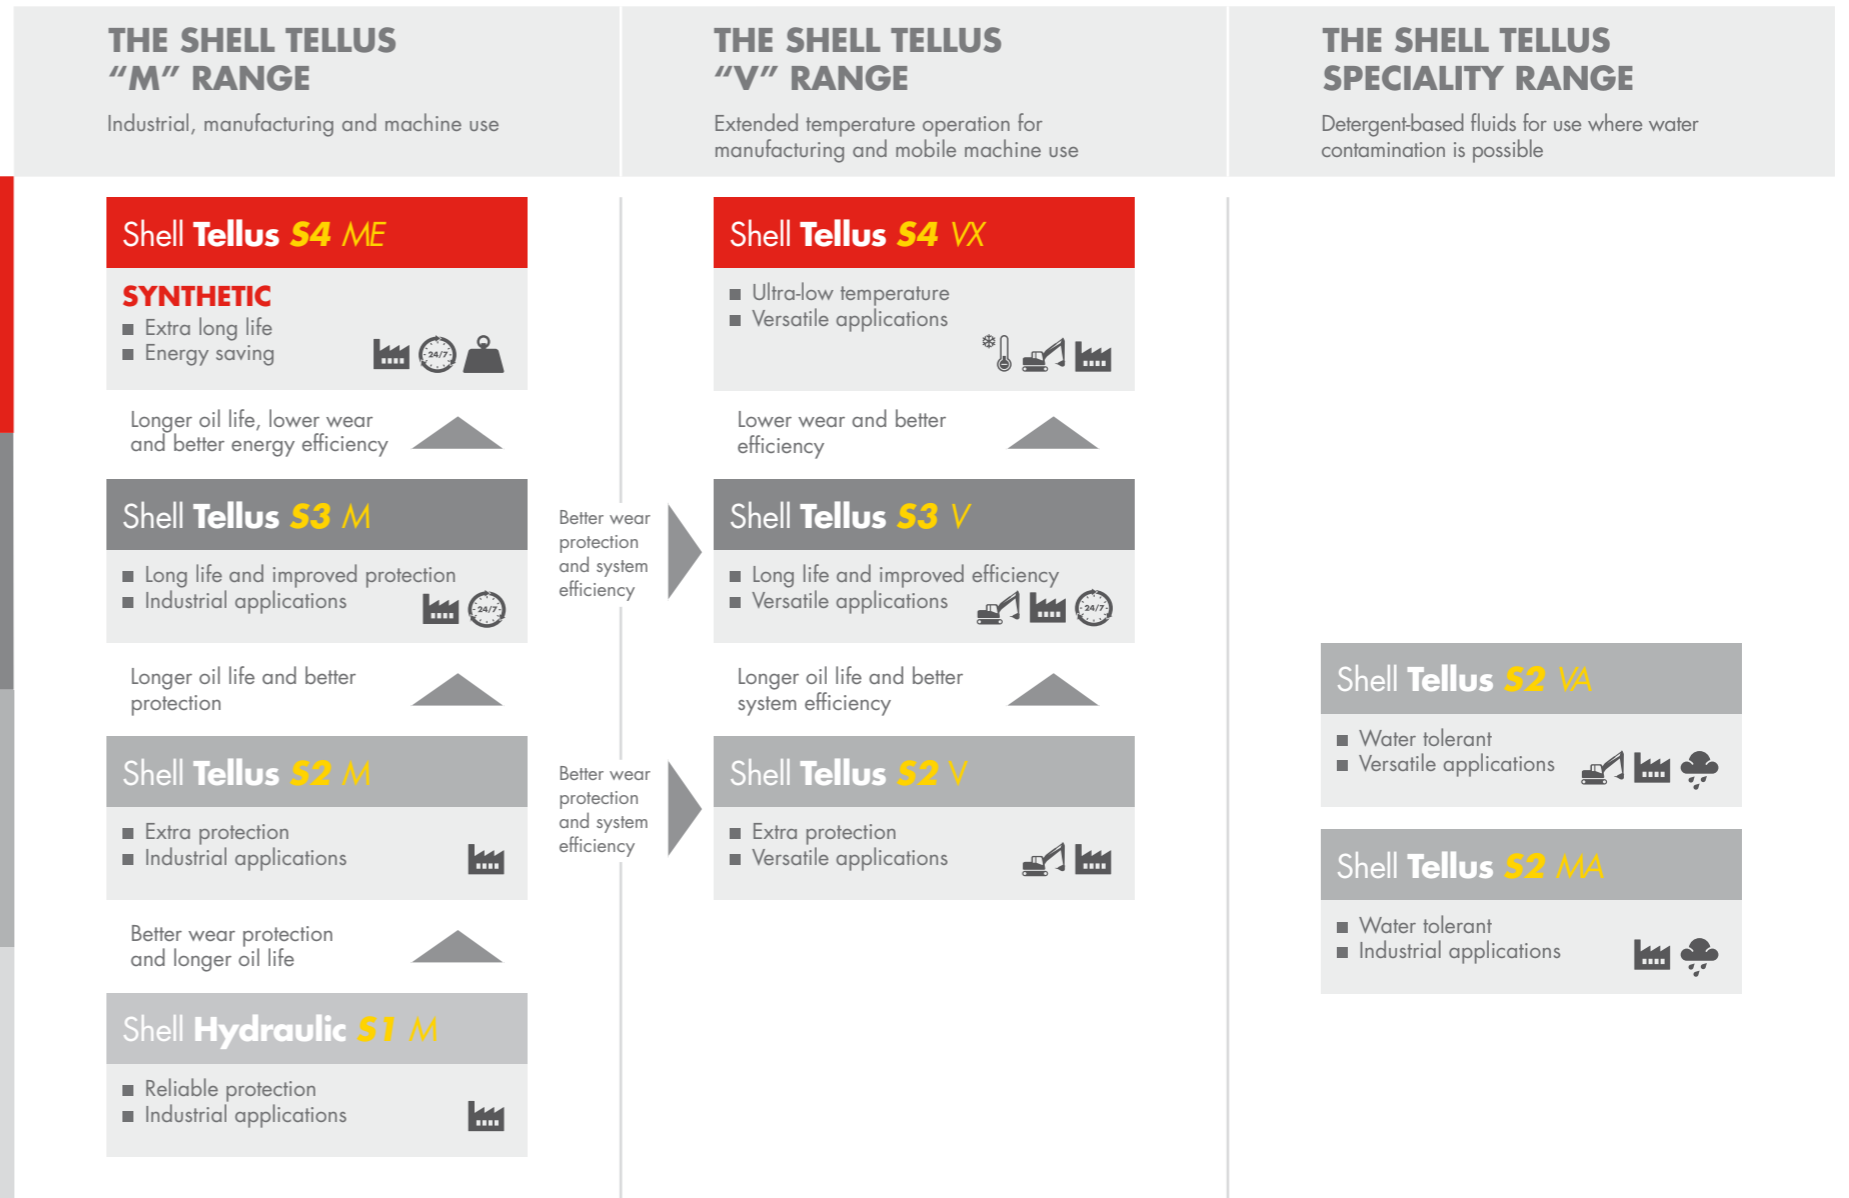 THE SHELL TELLUS
“M” RANGE
Industrial, manufacturing and machine use
THE SHELL TELLUS
“V” RANGE
Extended temperature operation for
manufacturing and mobile machine use
THE SHELL TELLUS
SPECIALITY RANGE
Detergent-based fluids for use where water
contamination is possible
Shell Tellus S4 ME
SYNTHETIC
■ Extra long life
■ Energy saving
24/7
Longer oil life, lower wear
and better energy efficiency
Shell Tellus S3 M
■ Long life and improved protection
■ Industrial applications
24/7
Longer oil life and better
protection
Shell Tellus S2 M
■ Extra protection
■ Industrial applications
Better wear protection
and longer oil life
Shell Hydraulic S1 M
■ Reliable protection
■ Industrial applications
Better wear
protection
and system
efficiency
Better wear
protection
and system
efficiency
Shell Tellus S4 VX
■ Ultra-low temperature
■ Versatile applications
Lower wear and better
efficiency
Shell Tellus S3 V
■ Long life and improved efficiency
■ Versatile applications
24/7
Longer oil life and better
system efficiency
Shell Tellus S2 V
■ Extra protection
■ Versatile applications
Shell Tellus S2 VA
■ Water tolerant
■ Versatile applications
Shell Tellus S2 MA
■ Water tolerant
■ Industrial applications